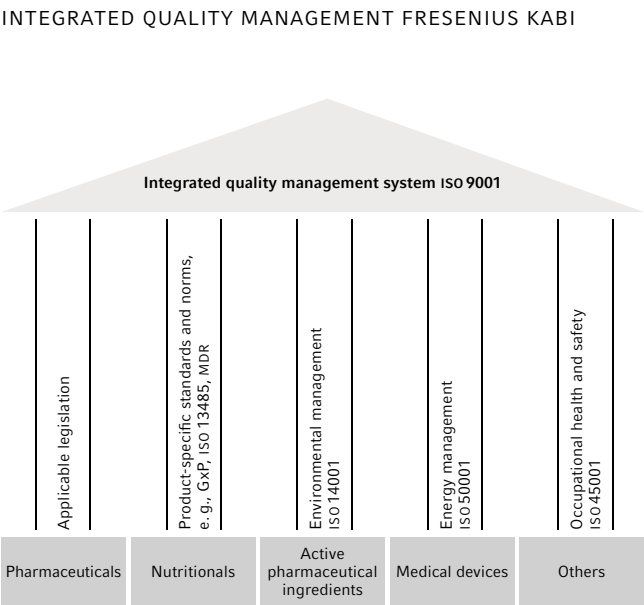 INTEGRATED QUALITY MANAGEMENT FRESENIUS KABI
Integrated quality management system ISO 9001
Applicable legislation
Product-specific standards and norms,
e. g., GxP, ISO 13485, MDR
Environmental management
ISO 14001
Energy management
ISO 50001
Occupational health and safety
ISO 45001
Pharmaceuticals
Nutritionals
Active
pharmaceutical
ingredients
Medical devices
Others